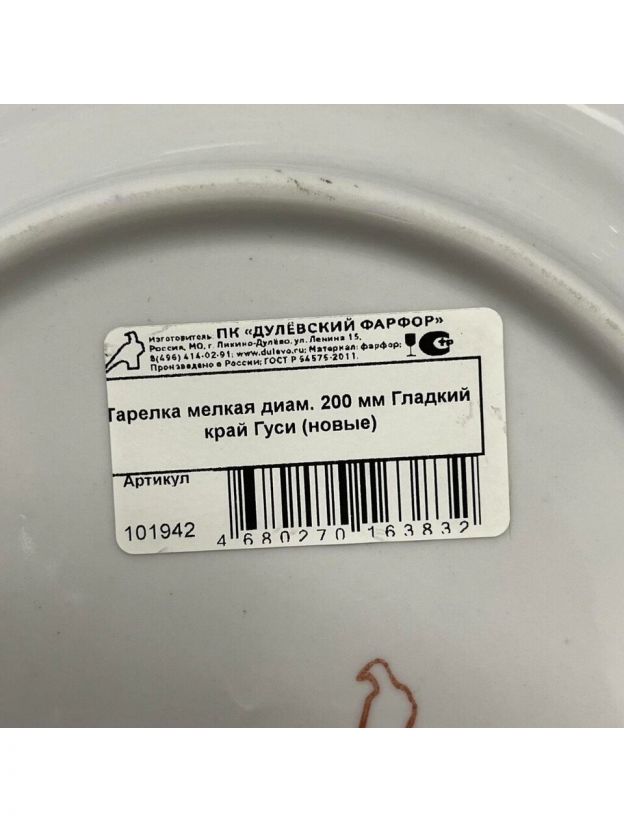 Изготовитель ПК «ДУЛЁВСКИЙ ФАРФОР»
Россия, МО, г. Ликино-Дулёво, ул. Ленина 15,
8(496) 414-02-91; www.dulevo.ru; Материал: фарфор;
Произведено в России; ГОСТ Р 54575-2011.
Тарелка мелкая диам. 200 мм Гладкий
край Гуси (новые)
Артикул
101942
4 680270 163832